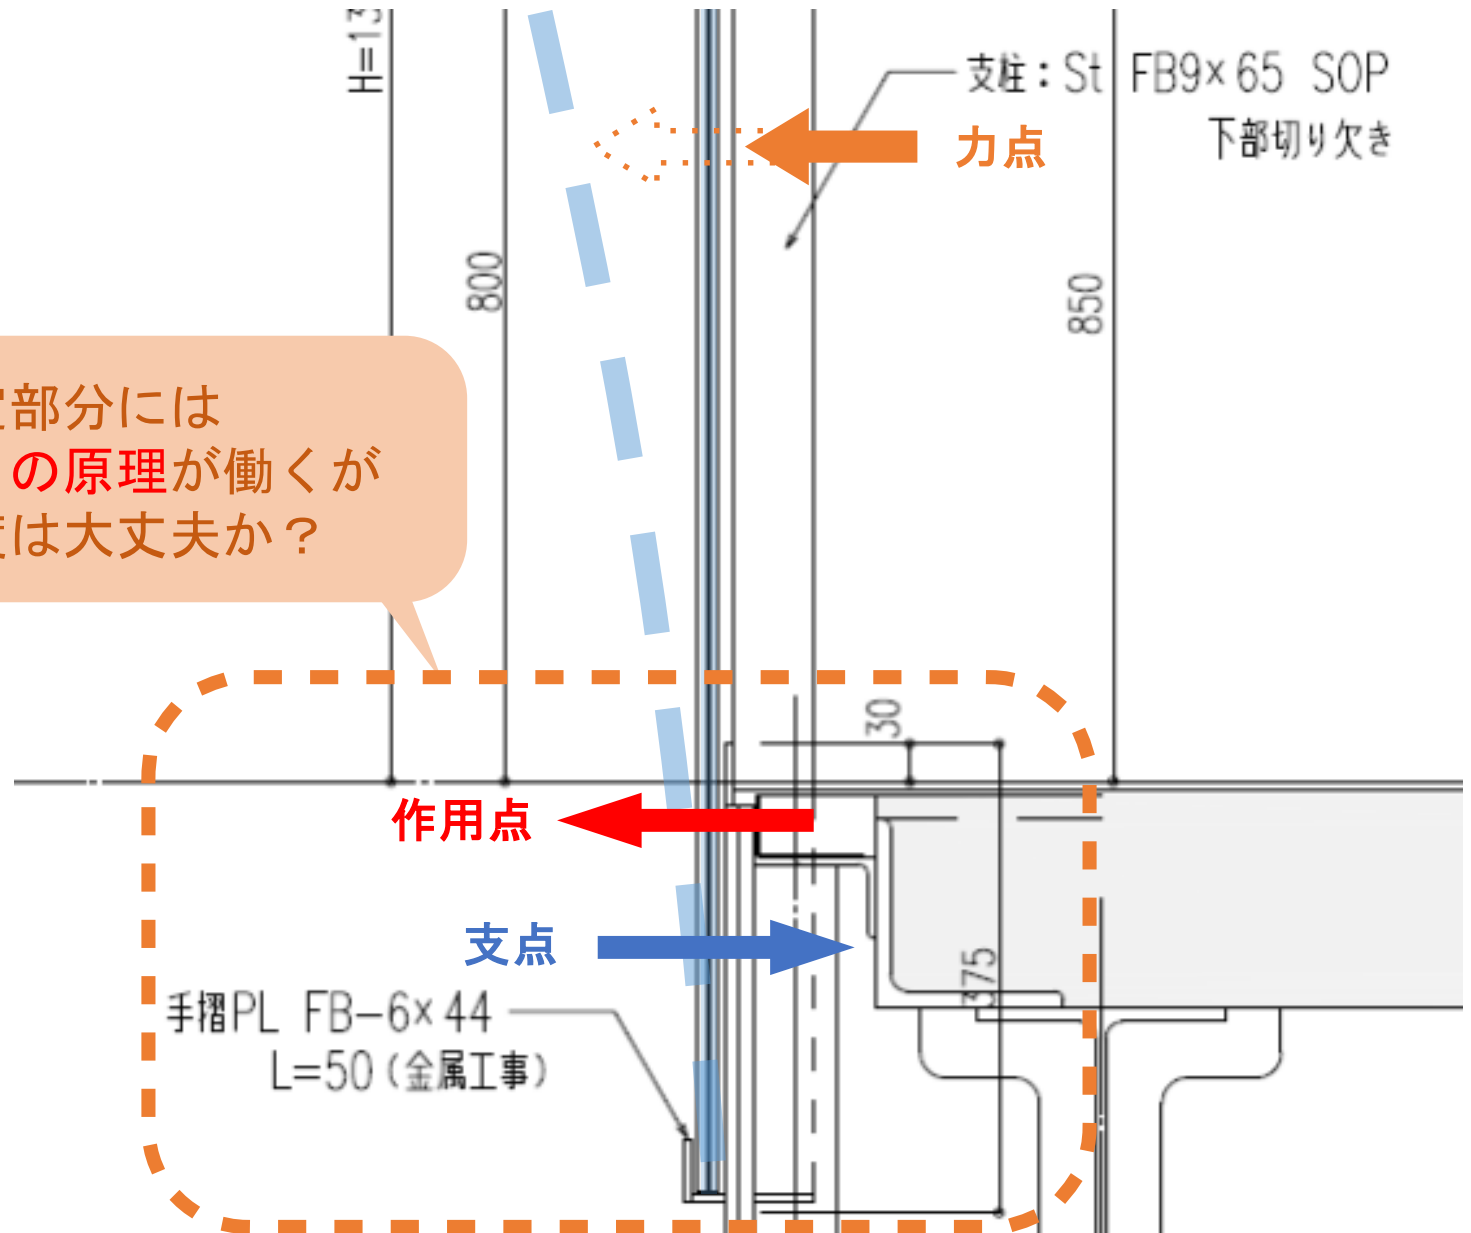 H=13
支柱：St FB9×65 SOP
下部切り欠き
力点
800
850
部分には
の原理が働くが
は大丈夫か？
30
作用点
支点
375
手摺PL FB-6×44
L=50(金属工事)